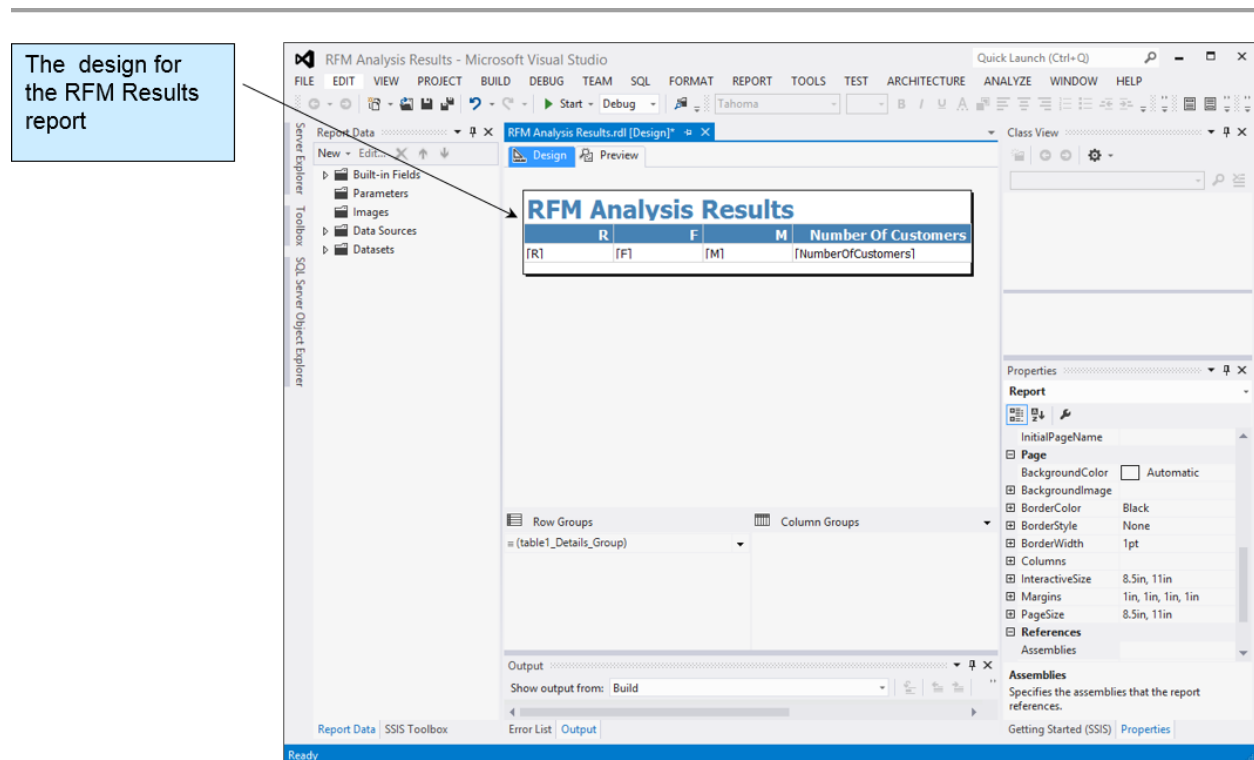 The design for
the RFM Results
report
RFM Analysis Results - Microsoft Visual Studio
Quick Launch (Ctrl+Q)
FILE EDIT VIEW PROJECT BUILD DEBUG TEAM SQL FORMAT REPORT TOOLS TEST ARCHITECTURE ANALYZE WINDOW HELP
Start Debug Tahoma B I U A
Server Explorer
Toolbox
SQL Server Object Explorer
Report Data
New Edit...
Built-in Fields
Parameters
Images
Data Sources
Datasets
RFM Analysis Results.rdl [Design]*
Design Preview
RFM Analysis Results
R F M Number Of Customers
[R] [F] [M] [NumberOfCustomers]
Row Groups Column Groups
(table1_Details_Group)
Output
Show output from: Build
Class View
Properties
Report
InitialPageName
Page
BackgroundColor Automatic
BackgroundImage
BorderColor Black
BorderStyle None
BorderWidth 1pt
Columns
InteractiveSize 8.5in, 11in
Margins 1in, 1in, 1in, 1in
PageSize 8.5in, 11in
References
Assemblies
Assemblies
Specifies the assemblies that the report
references.
Report Data SSIS Toolbox
Error List Output
Getting Started (SSIS) Properties
Ready